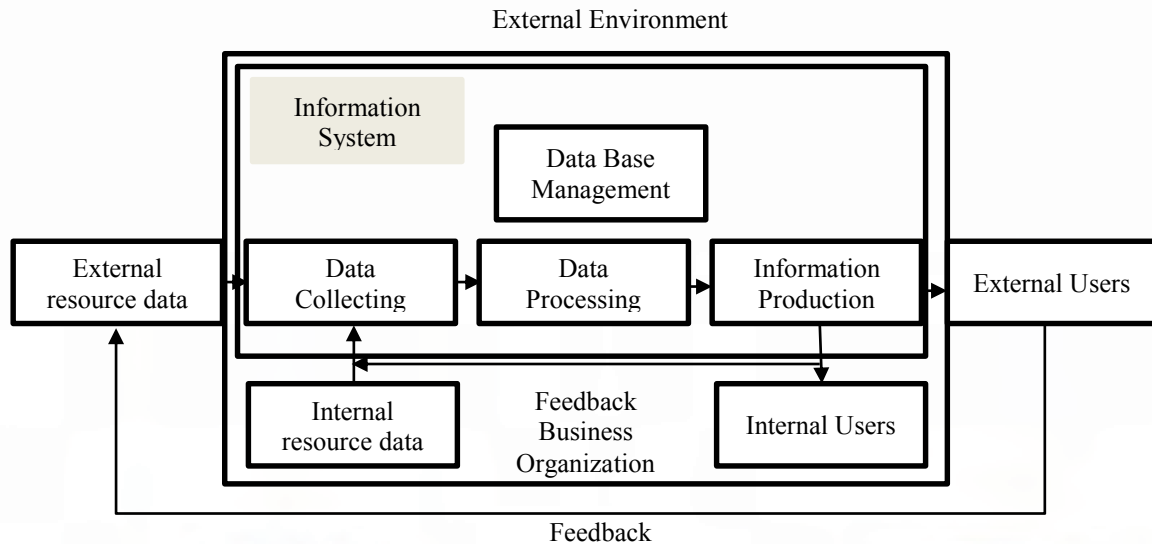 External Environment
Information
System
Data Base
Management
External
resource data
Data
Collecting
Data
Processing
Information
Production
External Users
Internal
resource data
Feedback
Business
Organization
Internal Users
Feedback